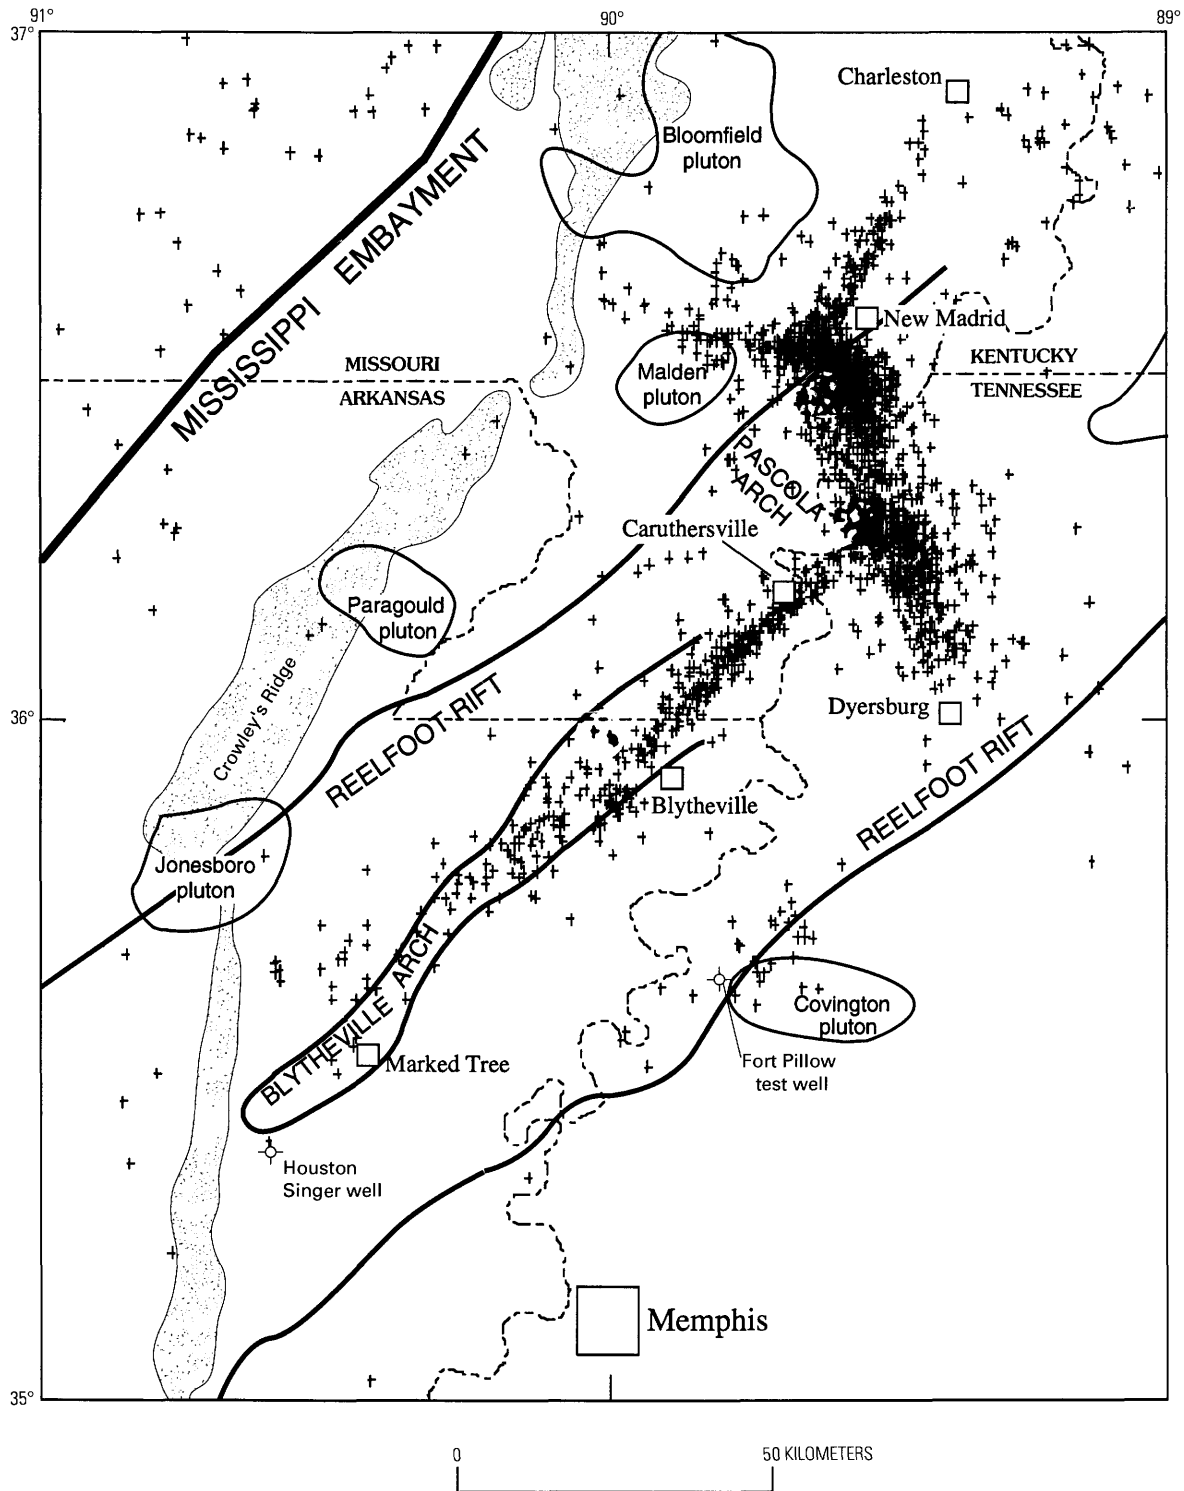 91°
90°
89°
37°
Charleston
Bloomfield
pluton
MISSISSIPPI EMBAYMENT
New Madrid
MISSOURI
ARKANSAS
KENTUCKY
TENNESSEE
Malden
pluton
PASCOLA
ARCH
Caruthersville
Paragould
pluton
Crowley's Ridge
REELFOOT RIFT
Dyersburg
36°
REELFOOT RIFT
Blytheville
Jonesboro
pluton
BLYTHEVILLE ARCH
Covington
pluton
Marked Tree
Fort Pillow
test well
Houston
Singer well
Memphis
35°
0
50 KILOMETERS